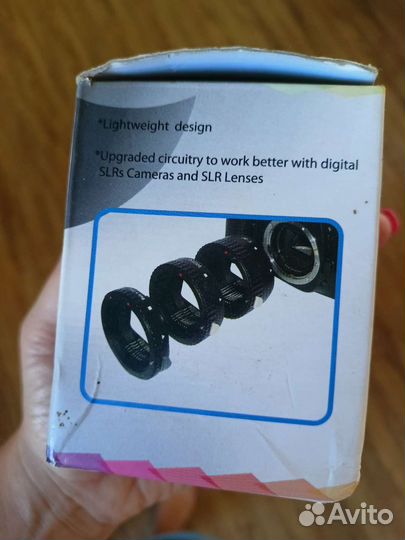 *Lightweight design
*Upgraded circuitry to work better with digital
SLRs Cameras and SLR Lenses
Avito